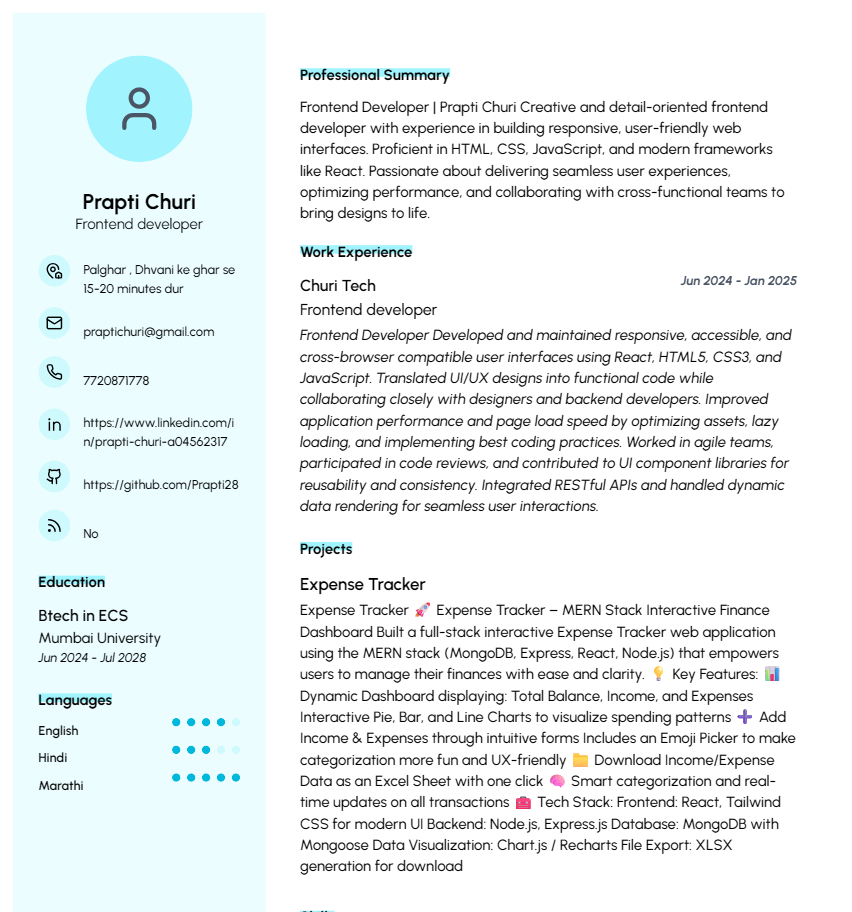 Prapti Churi
Frontend developer
Palghar , Dhvani ke ghar se
15-20 minutes dur
praptichuri@gmail.com
7720871778
in
https://www.linkedin.com/i
n/prapti-churi-a04562317
https://github.com/Prapti28
No
Education
Btech in ECS
Mumbai University
Jun 2024 - Jul 2028
Languages
English
Hindi
Marathi
Professional Summary
Frontend Developer | Prapti Churi Creative and detail-oriented frontend
developer with experience in building responsive, user-friendly web
interfaces. Proficient in HTML, CSS, JavaScript, and modern frameworks
like React. Passionate about delivering seamless user experiences,
optimizing performance, and collaborating with cross-functional teams to
bring designs to life.
Work Experience
Churi Tech
Jun 2024 - Jan 2025
Frontend developer
Frontend Developer Developed and maintained responsive, accessible, and
cross-browser compatible user interfaces using React, HTML5, CSS3, and
JavaScript. Translated UI/UX designs into functional code while
collaborating closely with designers and backend developers. Improved
application performance and page load speed by optimizing assets, lazy
loading, and implementing best coding practices. Worked in agile teams,
participated in code reviews, and contributed to UI component libraries for
reusability and consistency. Integrated RESTful APIs and handled dynamic
data rendering for seamless user interactions.
Projects
Expense Tracker
Expense Tracker 🚀 Expense Tracker – MERN Stack Interactive Finance
Dashboard Built a full-stack interactive Expense Tracker web application
using the MERN stack (MongoDB, Express, React, Node.js) that empowers
users to manage their finances with ease and clarity. 💡 Key Features: 📊
Dynamic Dashboard displaying: Total Balance, Income, and Expenses
Interactive Pie, Bar, and Line Charts to visualize spending patterns ➕ Add
Income & Expenses through intuitive forms Includes an Emoji Picker to make
categorization more fun and UX-friendly 📁 Download Income/Expense
Data as an Excel Sheet with one click 🧠 Smart categorization and real-
time updates on all transactions 🧰 Tech Stack: Frontend: React, Tailwind
CSS for modern UI Backend: Node.js, Express.js Database: MongoDB with
Mongoose Data Visualization: Chart.js / Recharts File Export: XLSX
generation for download